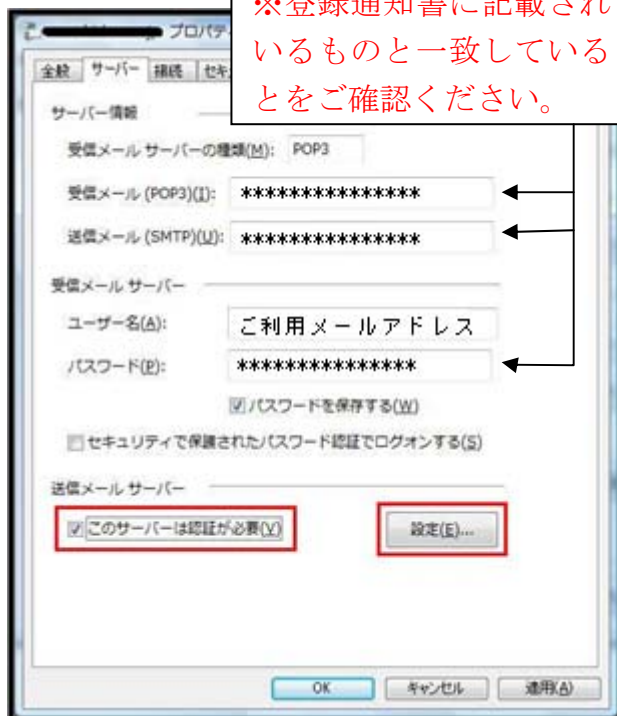 ※登録通知書に記載され
いるものと一致している
とをご確認ください。
プロパテ
全般 サーバー 接続 セキ
サーバー情報
受信メール サーバーの種類(M): POP3
受信メール (POP3)(I): ***************
送信メール (SMTP)(U): ***************
受信メール サーバー
ユーザー名(A): ご利用メールアドレス
パスワード(P): ***************
パスワードを保存する(W)
セキュリティで保護されたパスワード認証でログオンする(S)
送信メール サーバー
このサーバーは認証が必要(V) 設定(E)...
OK キャンセル 適用(A)